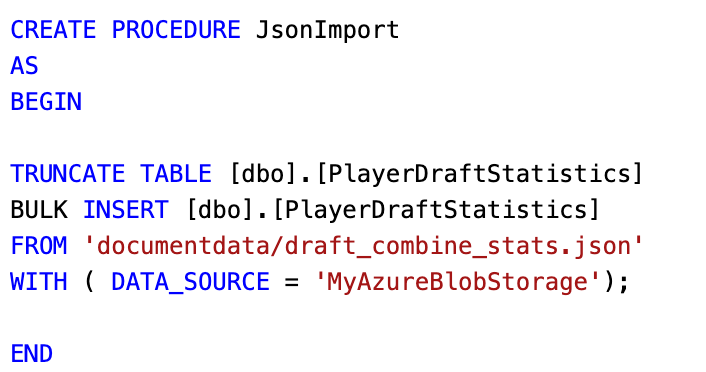 CREATE PROCEDURE JsonImport
AS
BEGIN
TRUNCATE TABLE [dbo].[PlayerDraftStatistics]
BULK INSERT [dbo].[PlayerDraftStatistics]
FROM 'documentdata/draft_combine_stats.json'
WITH ( DATA_SOURCE = 'MyAzureBlobStorage');
END